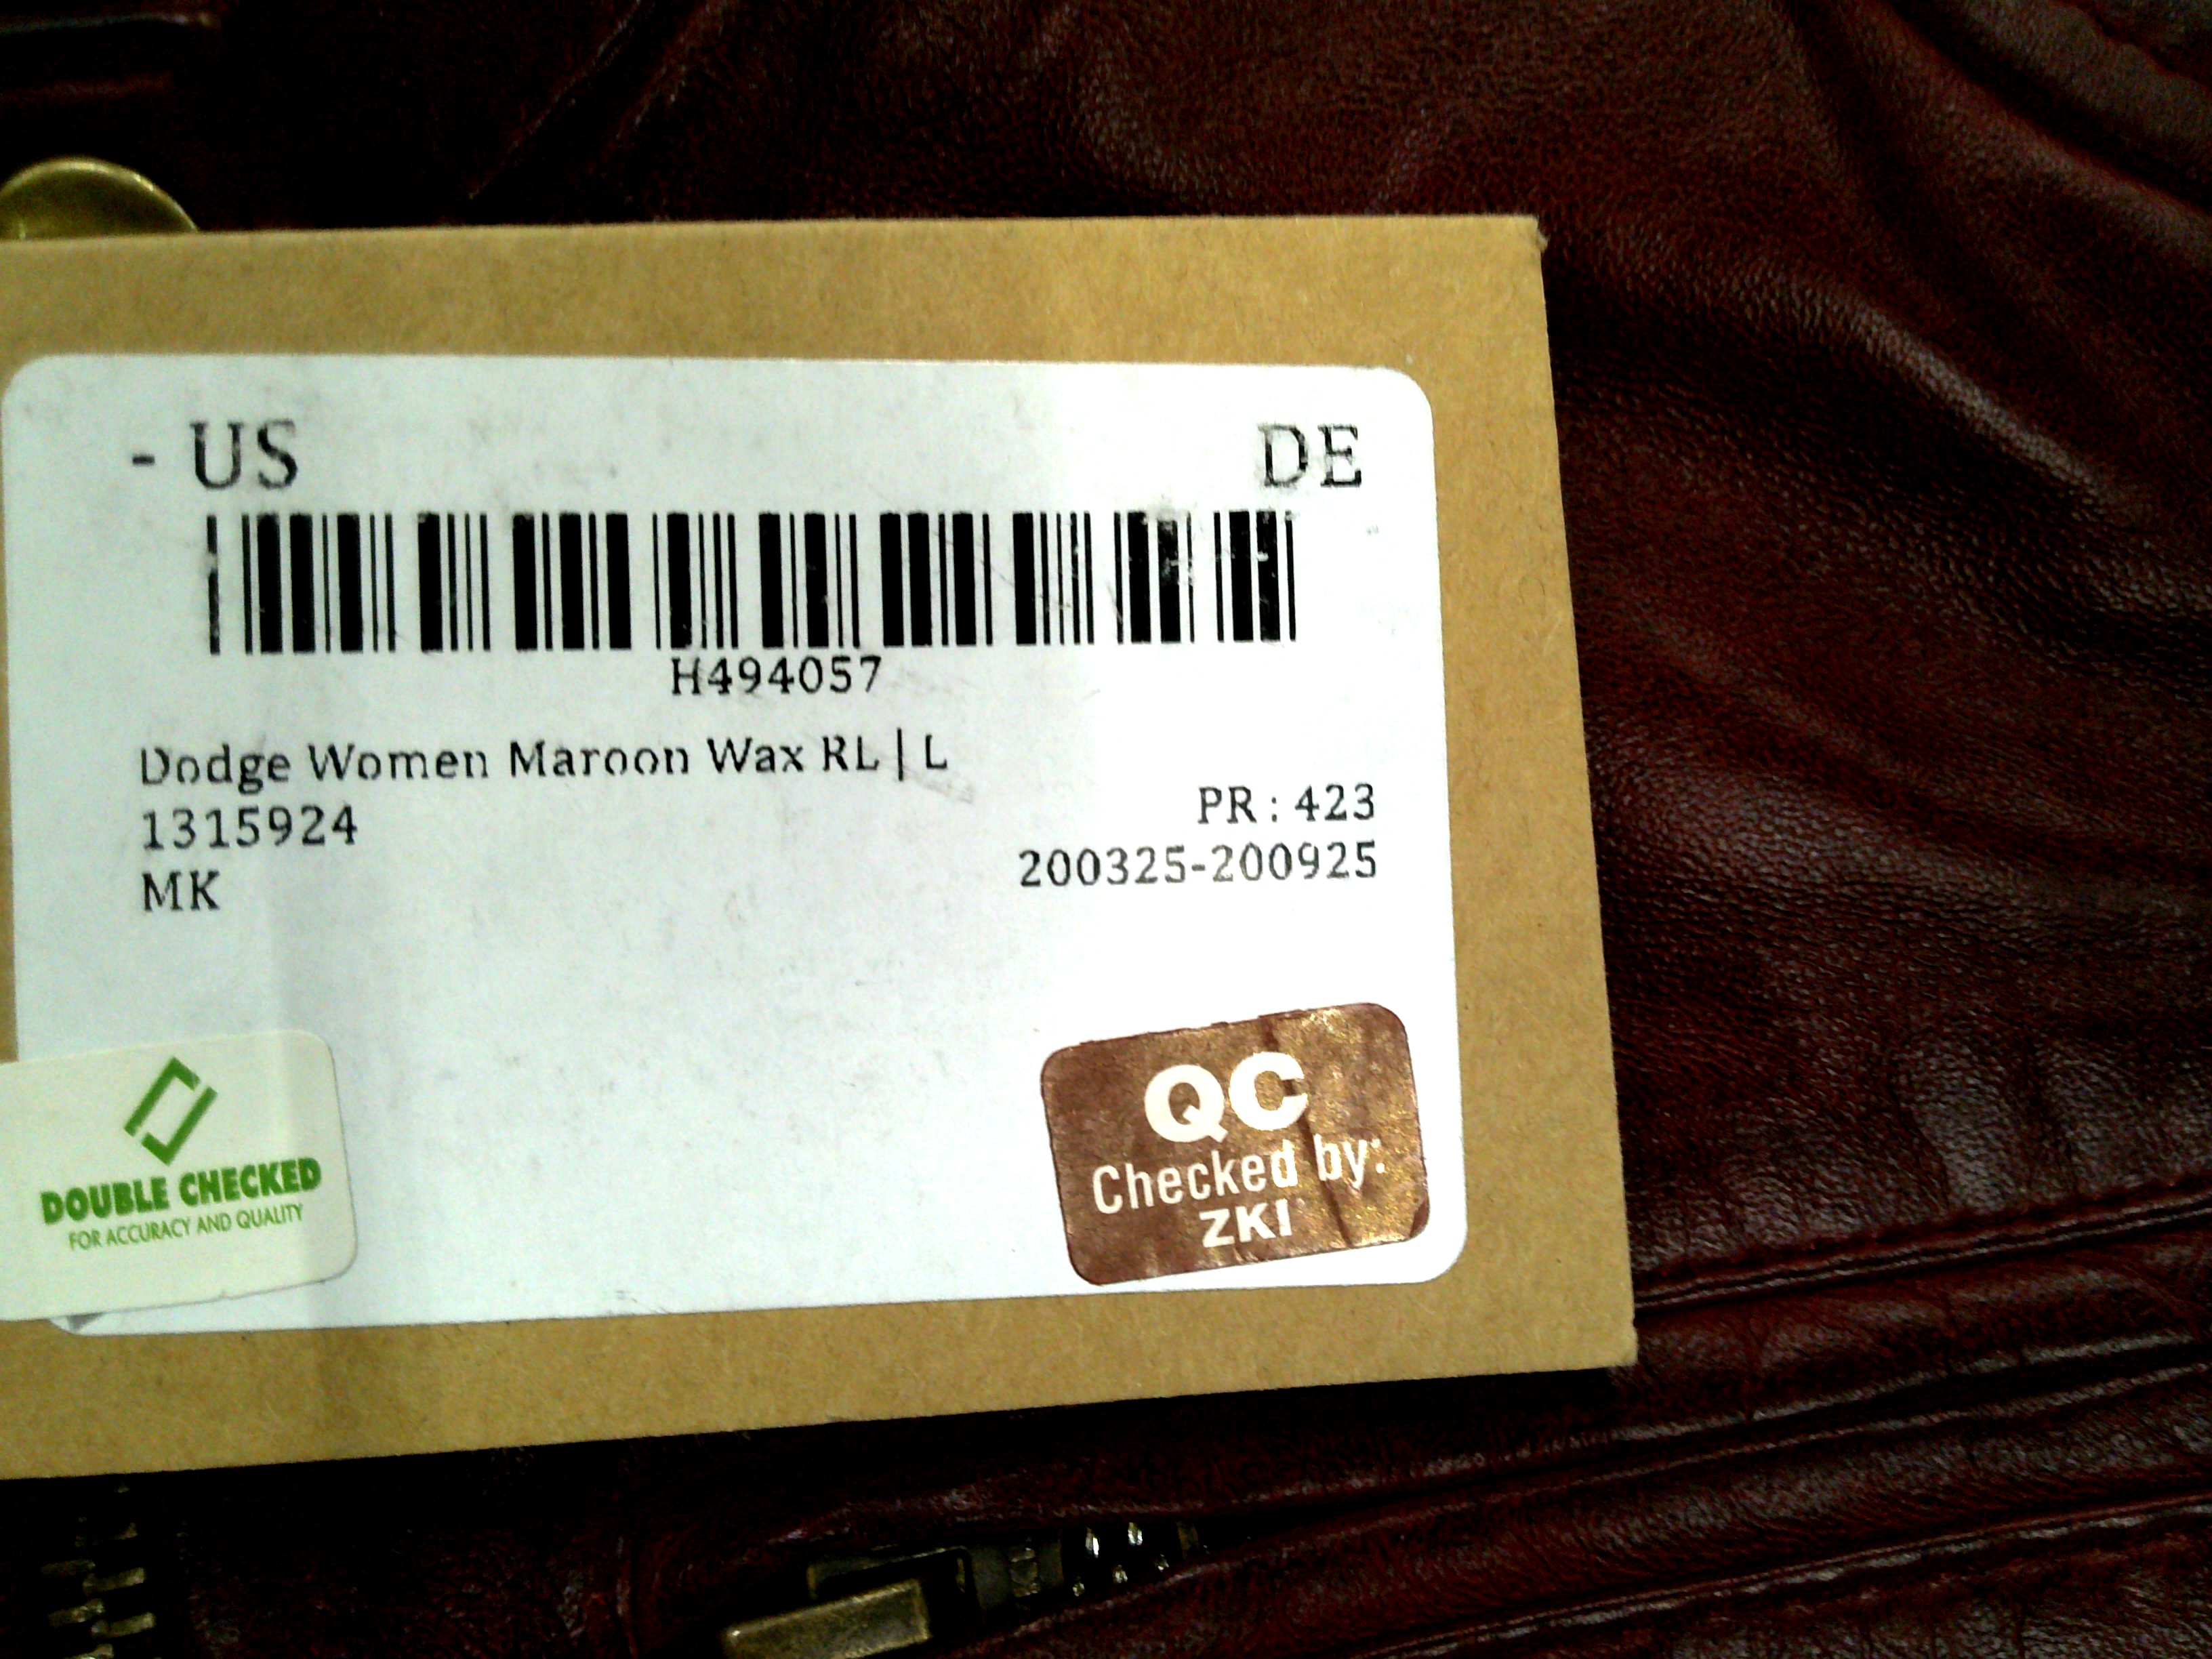 - US DE
H494057
Dodge Women Maroon Wax RL | L
1315924
PR : 423
MK
200325-200925
DOUBLE CHECKED
FOR ACCURACY AND QUALITY
QC
Checked by:
ZKI